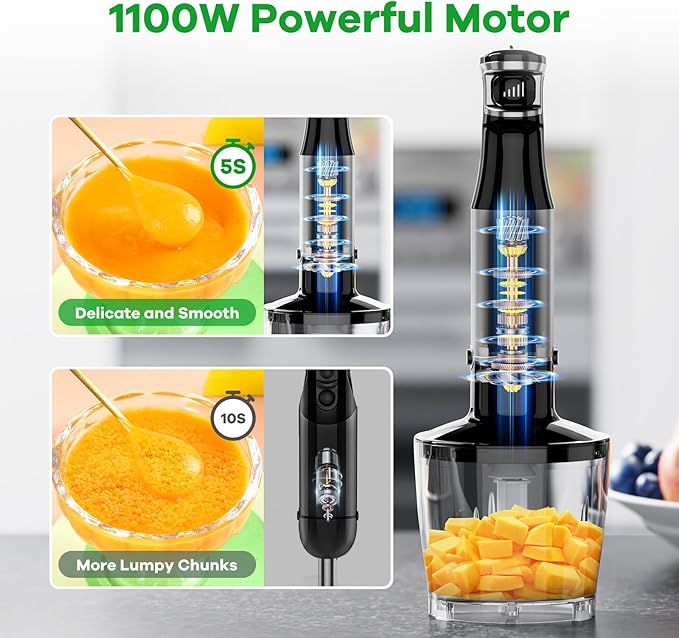 1100W Powerful Motor
5S
Delicate and Smooth
10S
More Lumpy Chunks